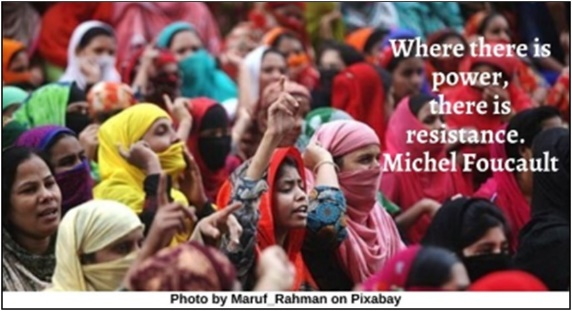 Where there is
power,
there is
resistance.
Michel Foucault
Photo by Maruf_Rahman on Pixabay